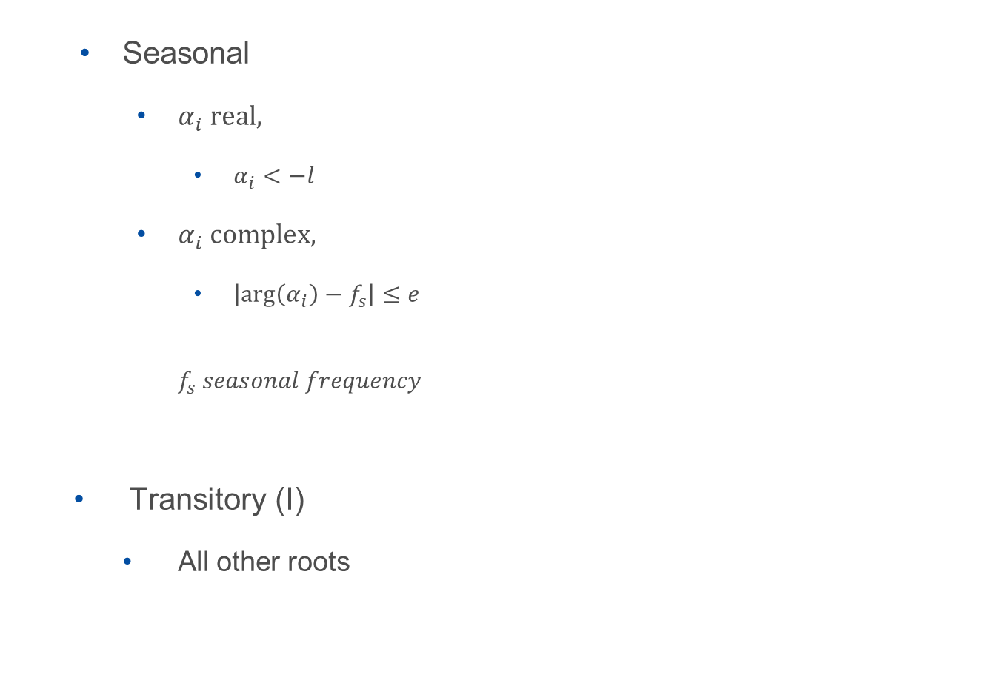 • Seasonal
• αᵢ real,
• αᵢ < −l
• αᵢ complex,
• |arg(αᵢ) − fₛ| ≤ e
fₛ seasonal frequency
• Transitory (I)
• All other roots